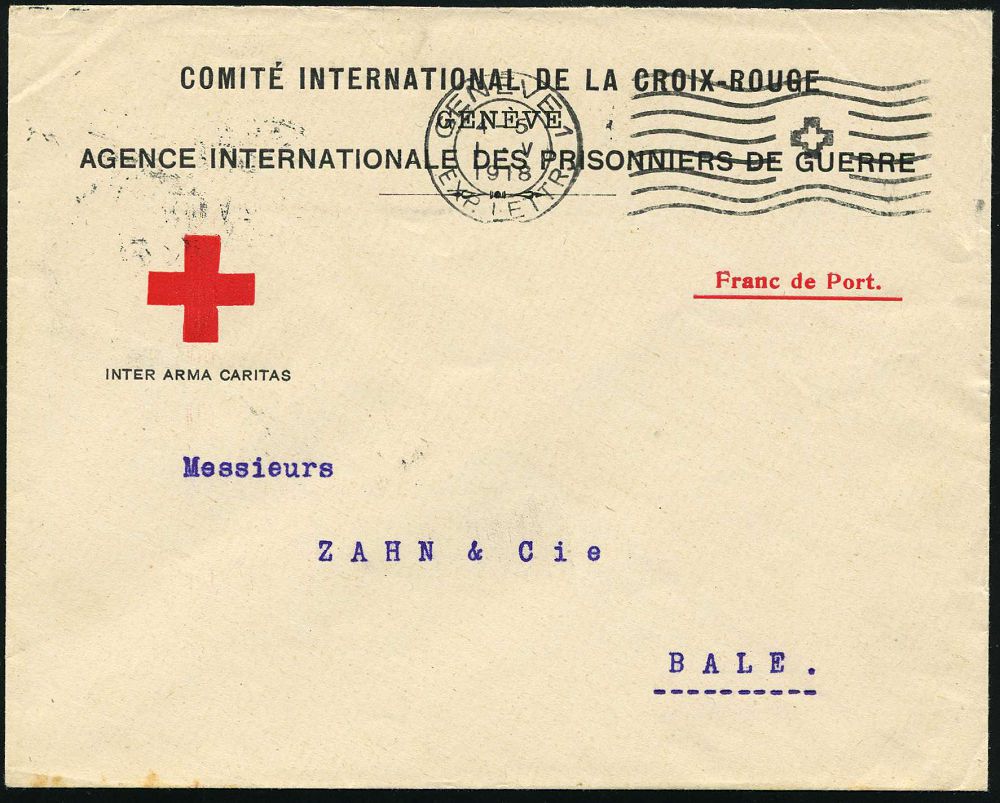 COMITÉ INTERNATIONAL DE LA CROIX-ROUGE
GENÈVE
AGENCE INTERNATIONALE DES PRISONNIERS DE GUERRE
GENÈVE 1
1918
EXP. LETTR.
Franc de Port.
INTER ARMA CARITAS
Messieurs
ZAHN & Cie
BALE.